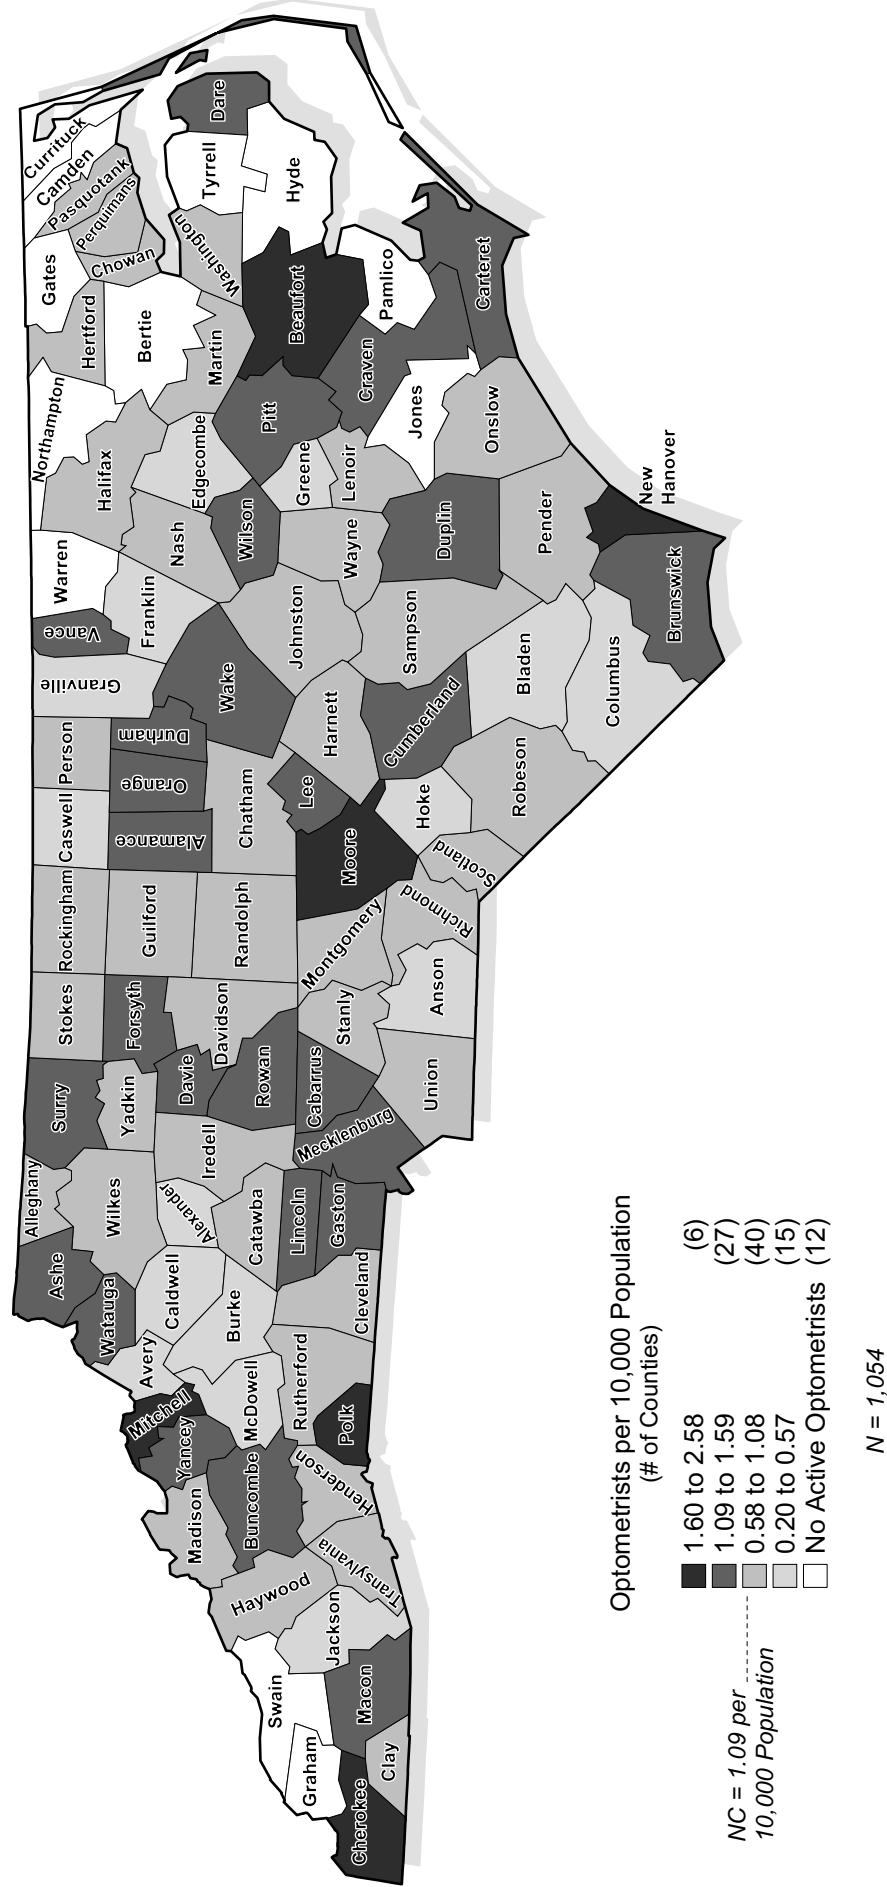 Cherokee
Graham
Clay
Swain
Macon
Jackson
Haywood
Transylvania
Madison
Buncombe
Henderson
Yancey
Mitchell
Polk
McDowell
Rutherford
Avery
Watauga
Ashe
Caldwell
Burke
Cleveland
Alleghany
Wilkes
Alexander
Catawba
Lincoln
Gaston
Surry
Yadkin
Iredell
Mecklenburg
Stokes
Forsyth
Davie
Davidson
Rowan
Cabarrus
Stanly
Union
Rockingham
Guilford
Randolph
Montgomery
Anson
Richmond
Caswell
Alamance
Person
Orange
Durham
Chatham
Lee
Moore
Hoke
Scotland
Robeson
Granville
Vance
Wake
Harnett
Cumberland
Warren
Franklin
Johnston
Sampson
Bladen
Columbus
Brunswick
Northampton
Halifax
Nash
Wilson
Wayne
Duplin
Pender
New
Hanover
Edgecombe
Greene
Lenoir
Onslow
Hertford
Bertie
Martin
Pitt
Craven
Jones
Gates
Chowan
Perquimans
Pasquotank
Camden
Currituck
Washington
Tyrrell
Dare
Hyde
Beaufort
Pamlico
Carteret
Optometrists per 10,000 Population
(# of Counties)
1.60 to 2.58 (6)
1.09 to 1.59 (27)
0.58 to 1.08 (40)
0.20 to 0.57 (15)
No Active Optometrists (12)
NC = 1.09 per
10,000 Population
N = 1,054